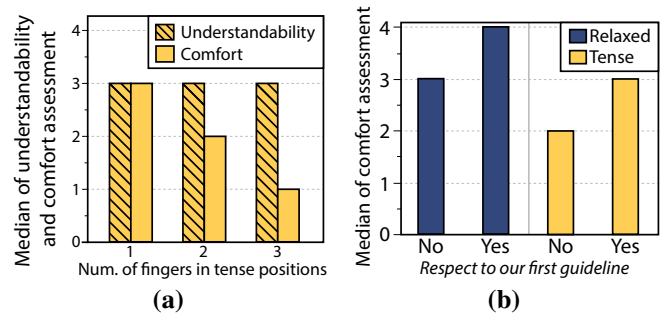 Median of understandability
and comfort assessment
4
3
2
1
0
Understandability
Comfort
1 2 3
Num. of fingers in tense positions
(a)
Median of comfort assessment
4
3
2
1
0
Relaxed
Tense
No Yes No Yes
Respect to our first guideline
(b)